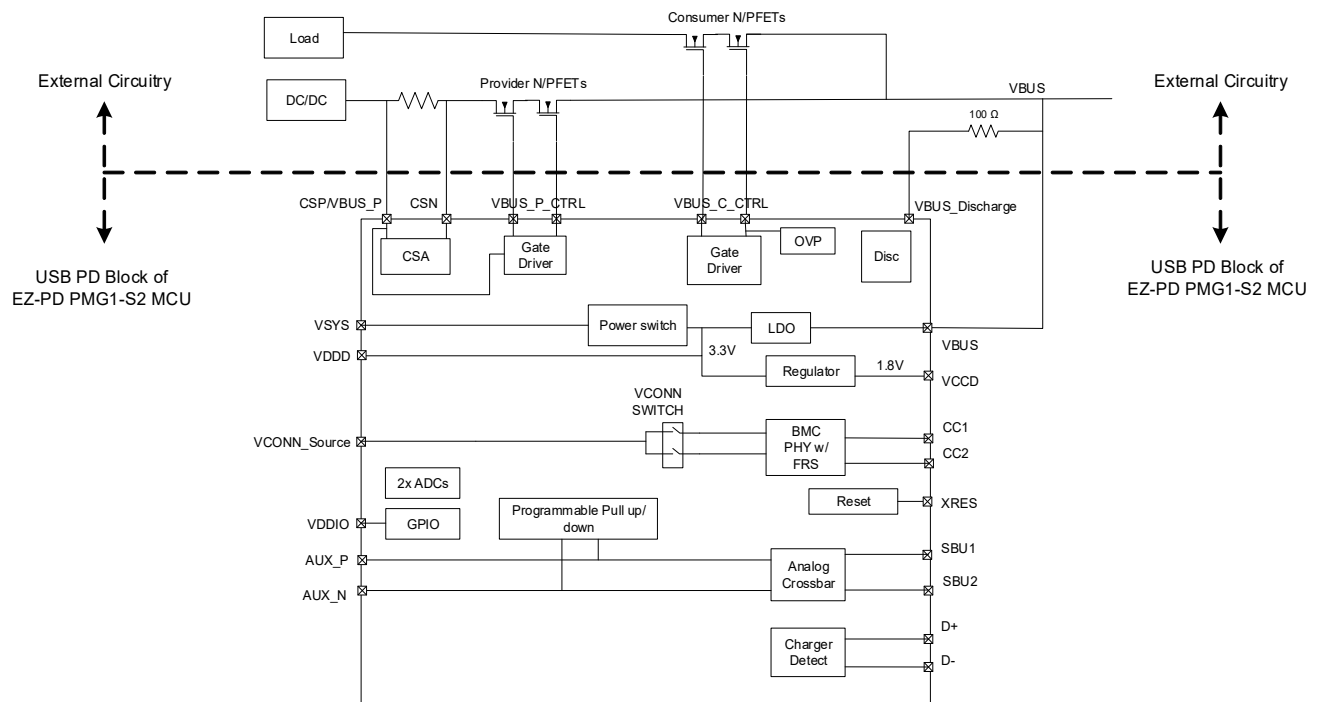 Consumer N/PFETs
Load
External Circuitry
Provider N/PFETs
External Circuitry
DC/DC
VBUS
100 Ω
CSP/VBUS_P
CSN
VBUS_P_CTRL
VBUS_C_CTRL
VBUS_Discharge
CSA
Gate
Driver
Gate
Driver
OVP
Disc
USB PD Block of
EZ-PD PMG1-S2 MCU
USB PD Block of
EZ-PD PMG1-S2 MCU
VSYS
Power switch
LDO
VBUS
VDDD
3.3V
Regulator
1.8V
VCCD
VCONN
SWITCH
VCONN_Source
BMC
PHY w/
FRS
CC1
CC2
2x ADCs
Reset
XRES
VDDIO
GPIO
Programmable Pull up/
down
AUX_P
AUX_N
Analog
Crossbar
SBU1
SBU2
Charger
Detect
D+
D-